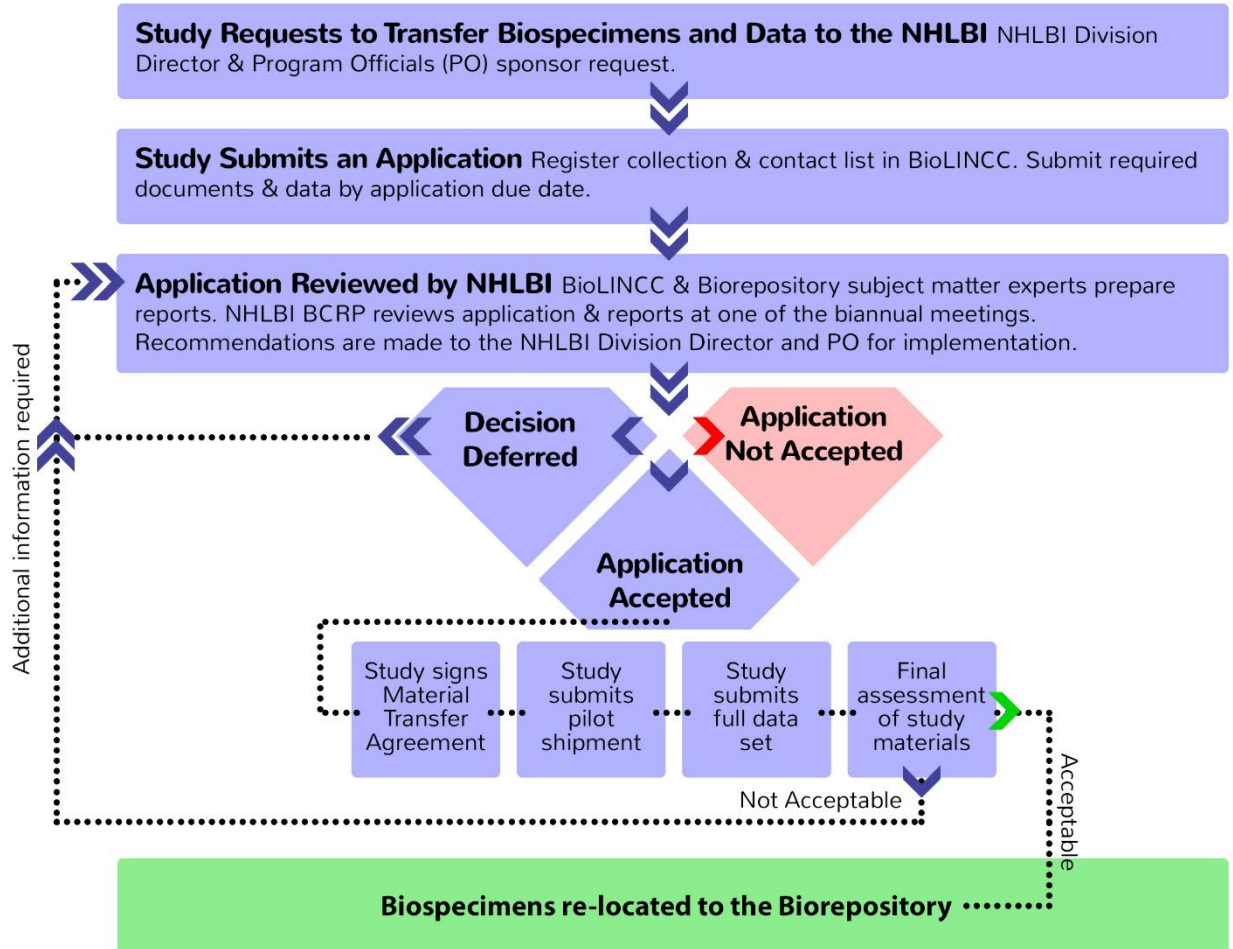 Study Requests to Transfer Biospecimens and Data to the NHLBI NHLBI Division
Director & Program Officials (PO) sponsor request.
Study Submits an Application Register collection & contact list in BioLINCC. Submit required
documents & data by application due date.
Application Reviewed by NHLBI BioLINCC & Biorepository subject matter experts prepare
reports. NHLBI BCRP reviews application & reports at one of the biannual meetings.
Recommendations are made to the NHLBI Division Director and PO for implementation.
Additional information required
Decision
Deferred
Application
Not Accepted
Application
Accepted
Study signs
Material
Transfer
Agreement
Study
submits
pilot
shipment
Study
submits
full data
set
Final
assessment
of study
materials
Not Acceptable
Acceptable
Biospecimens re-located to the Biorepository